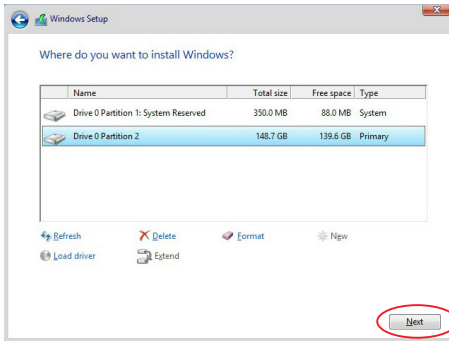 Windows Setup
Where do you want to install Windows?
Name Total size Free space Type
Drive 0 Partition 1: System Reserved 350.0 MB 88.0 MB System
Drive 0 Partition 2 148.7 GB 139.6 GB Primary
Refresh Delete Format New
Load driver Extend
Next